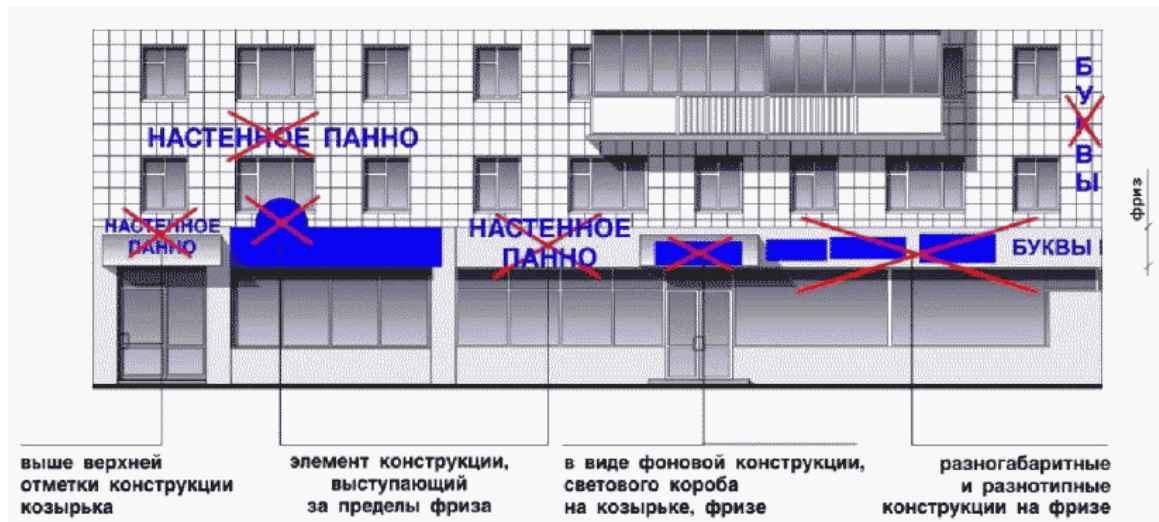 Б
У
В
Ы
НАСТЕННОЕ ПАННО
фриз
НАСТЕННОЕ
ПАННО
НАСТЕННОЕ
ПАННО
БУКВЫ
выше верхней
отметки конструкции
козырька
элемент конструкции,
выступающий
за пределы фриза
в виде фоновой конструкции,
светового короба
на козырьке, фризе
разногабаритные
и разнотипные
конструкции на фризе